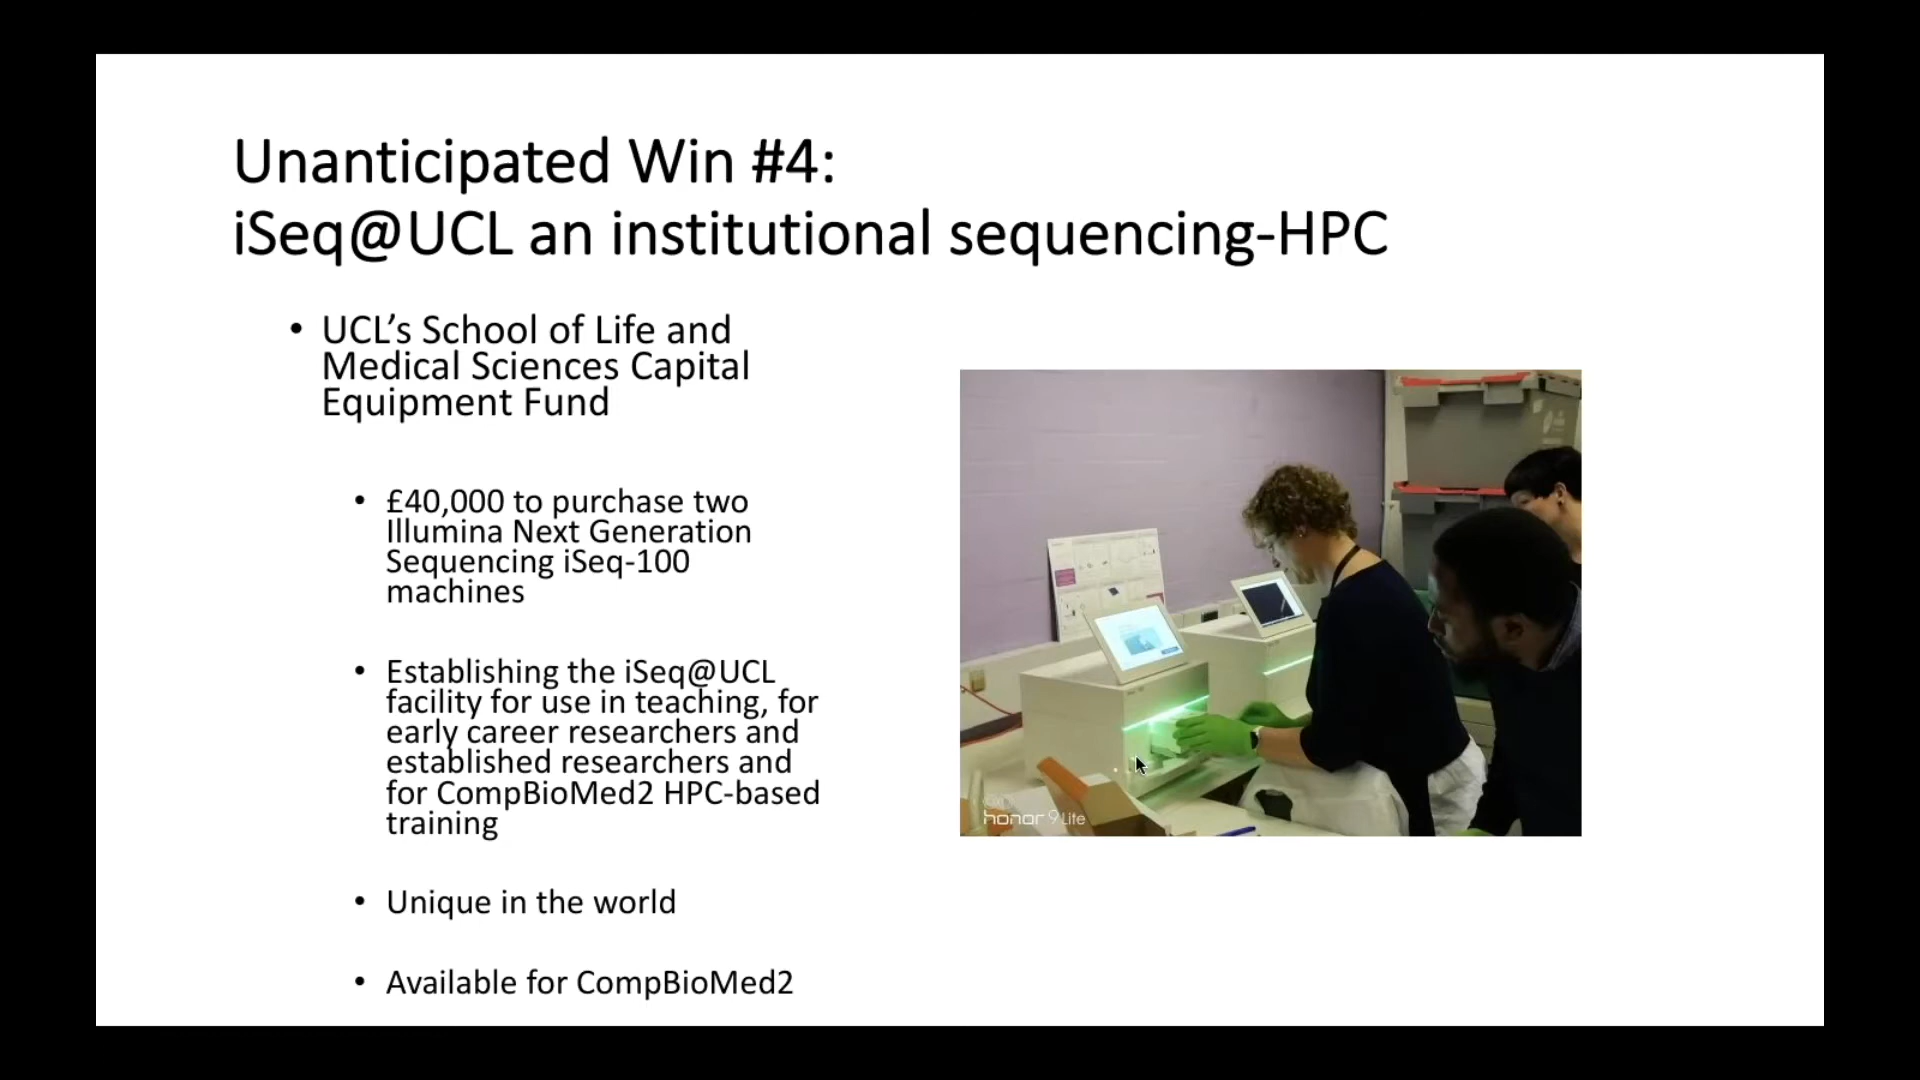 Unanticipated Win #4:
iSeq@UCL an institutional sequencing-HPC
• UCL’s School of Life and
Medical Sciences Capital
Equipment Fund
• £40,000 to purchase two
Illumina Next Generation
Sequencing iSeq-100
machines
• Establishing the iSeq@UCL
facility for use in teaching, for
early career researchers and
established researchers and
for CompBioMed2 HPC-based
training
• Unique in the world
• Available for CompBioMed2
honor 9 Lite